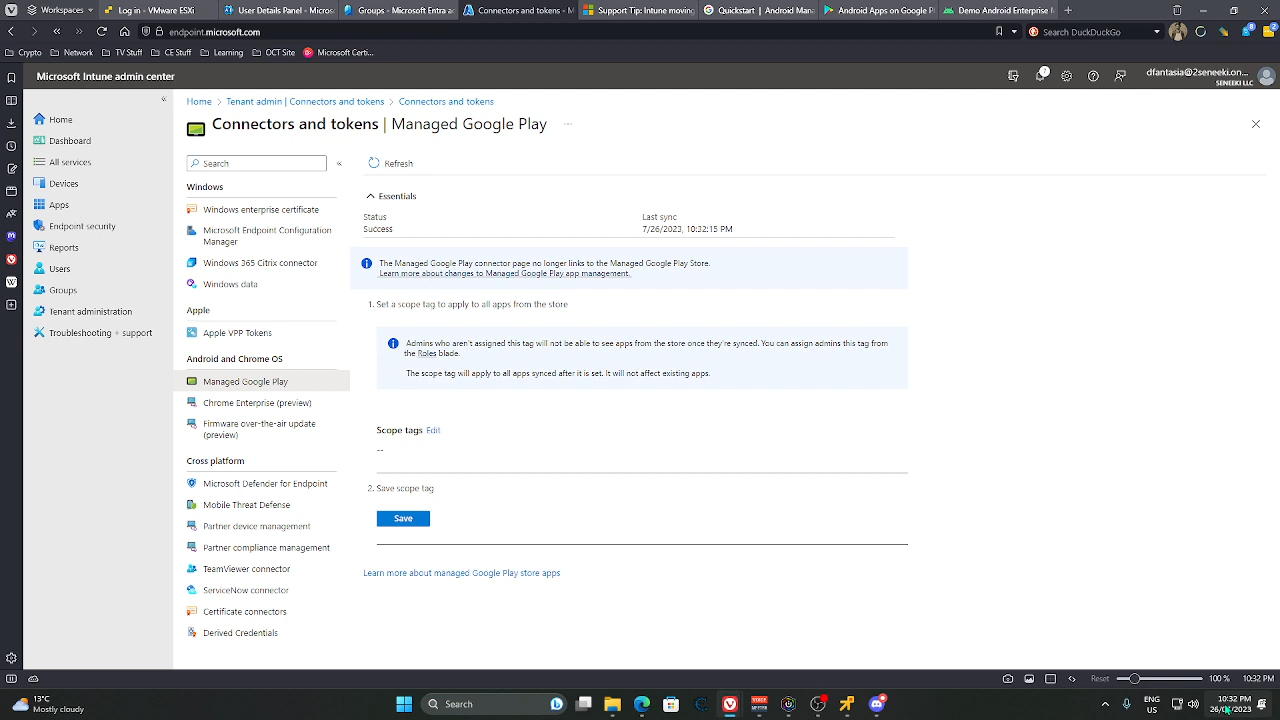 Workspaces
Log in - VMware ESXi
User Details Panel - Micros
Groups - Microsoft Entra a
Connectors and tokens - M
Support Tip: Intune moving
Quickstart | Android Man
Android Apps on Google P
Demo Android Enterprise
endpoint.microsoft.com
Search DuckDuckGo
8
2
Crypto
Network
TV Stuff
CE Stuff
Learning
OCT Site
Microsoft Certi...
Microsoft Intune admin center
dfantasia@2seneeki.on...
SENEEKI LLC
Home
Dashboard
All services
Devices
Apps
Endpoint security
Reports
Users
Groups
Tenant administration
Troubleshooting + support
Home > Tenant admin | Connectors and tokens > Connectors and tokens
Connectors and tokens | Managed Google Play
Search
Windows
Windows enterprise certificate
Microsoft Endpoint Configuration
Manager
Windows 365 Citrix connector
Windows data
Apple
Apple VPP Tokens
Android and Chrome OS
Managed Google Play
Chrome Enterprise (preview)
Firmware over-the-air update
(preview)
Cross platform
Microsoft Defender for Endpoint
Mobile Threat Defense
Partner device management
Partner compliance management
TeamViewer connector
ServiceNow connector
Certificate connectors
Derived Credentials
Refresh
Essentials
Status
Success
Last sync
7/26/2023, 10:32:15 PM
The Managed Google Play connector page no longer links to the Managed Google Play Store.
Learn more about changes to Managed Google Play app management.
1. Set a scope tag to apply to all apps from the store
Admins who aren't assigned this tag will not be able to see apps from the store once they're synced. You can assign admins this tag from
the Roles blade.
The scope tag will apply to all apps synced after it is set. It will not affect existing apps.
Scope tags Edit
--
2. Save scope tag
Save
Learn more about managed Google Play store apps
Reset
100 %
10:32 PM
13°C
Mostly cloudy
Search
ENG
US
10:32 PM
26/07/2023